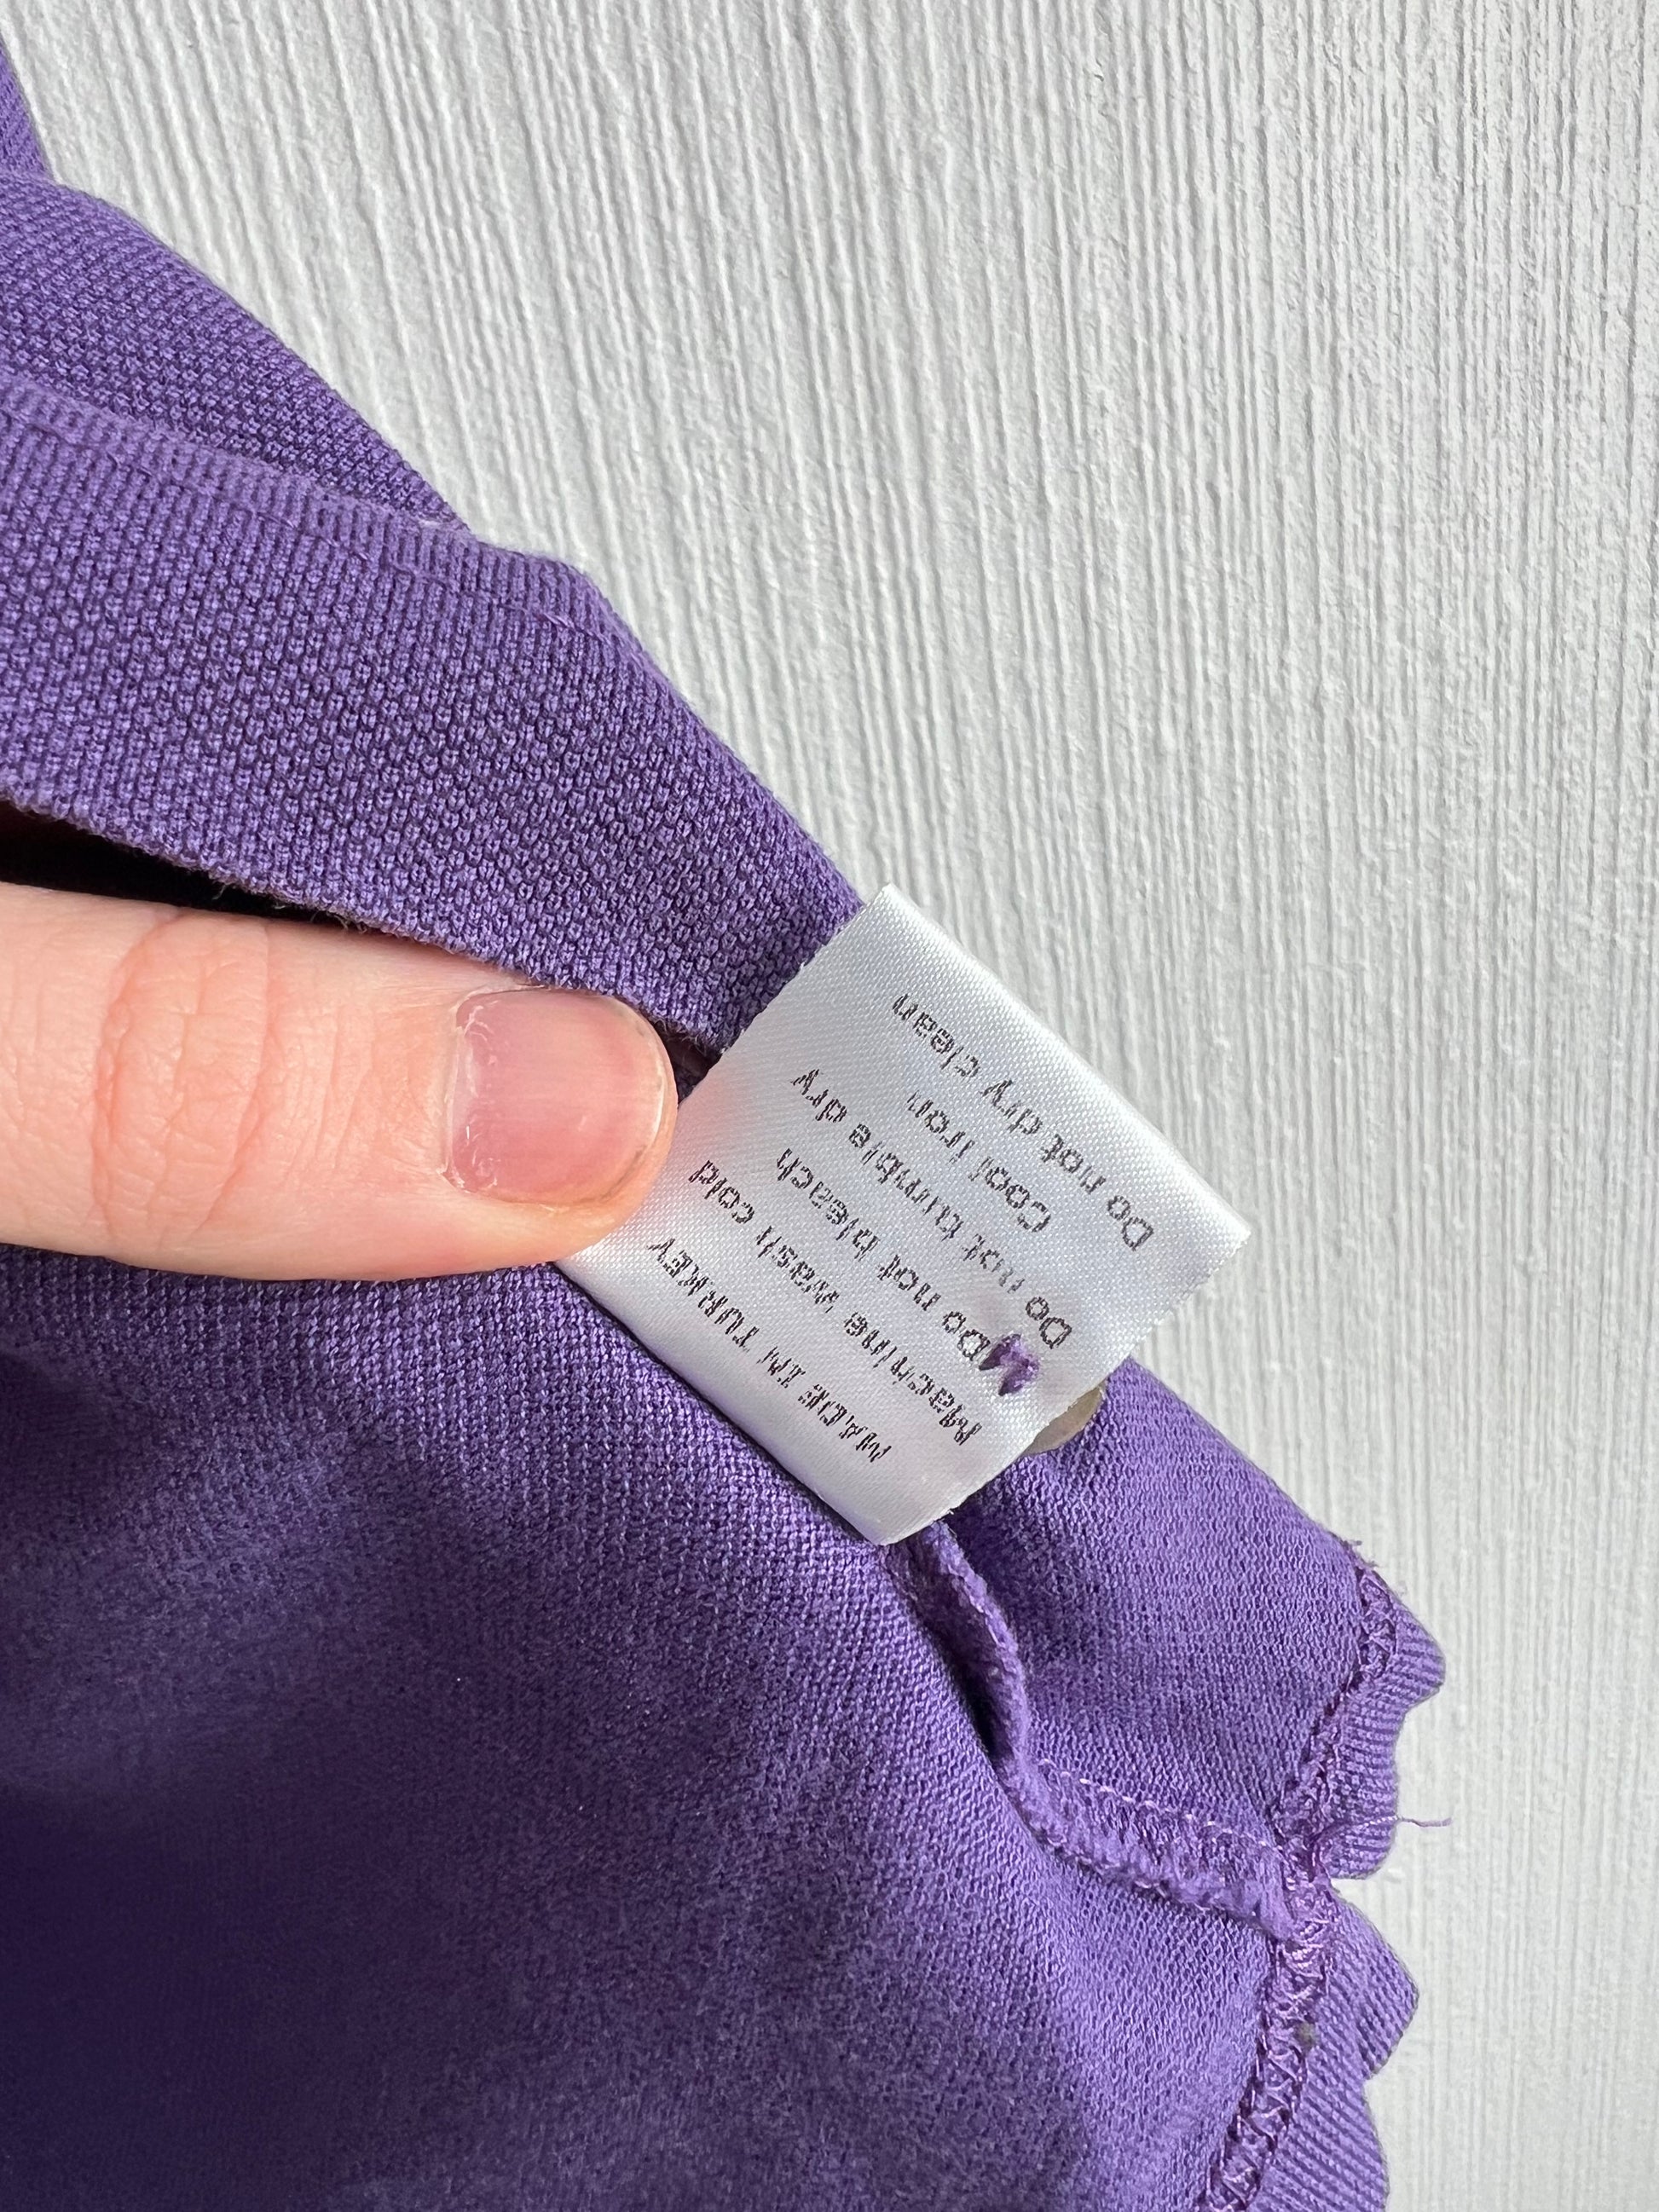 MADE IN TURKEY
Machine wash cold
Do not bleach
Do not tumble dry
Cool iron
Do not dry clean